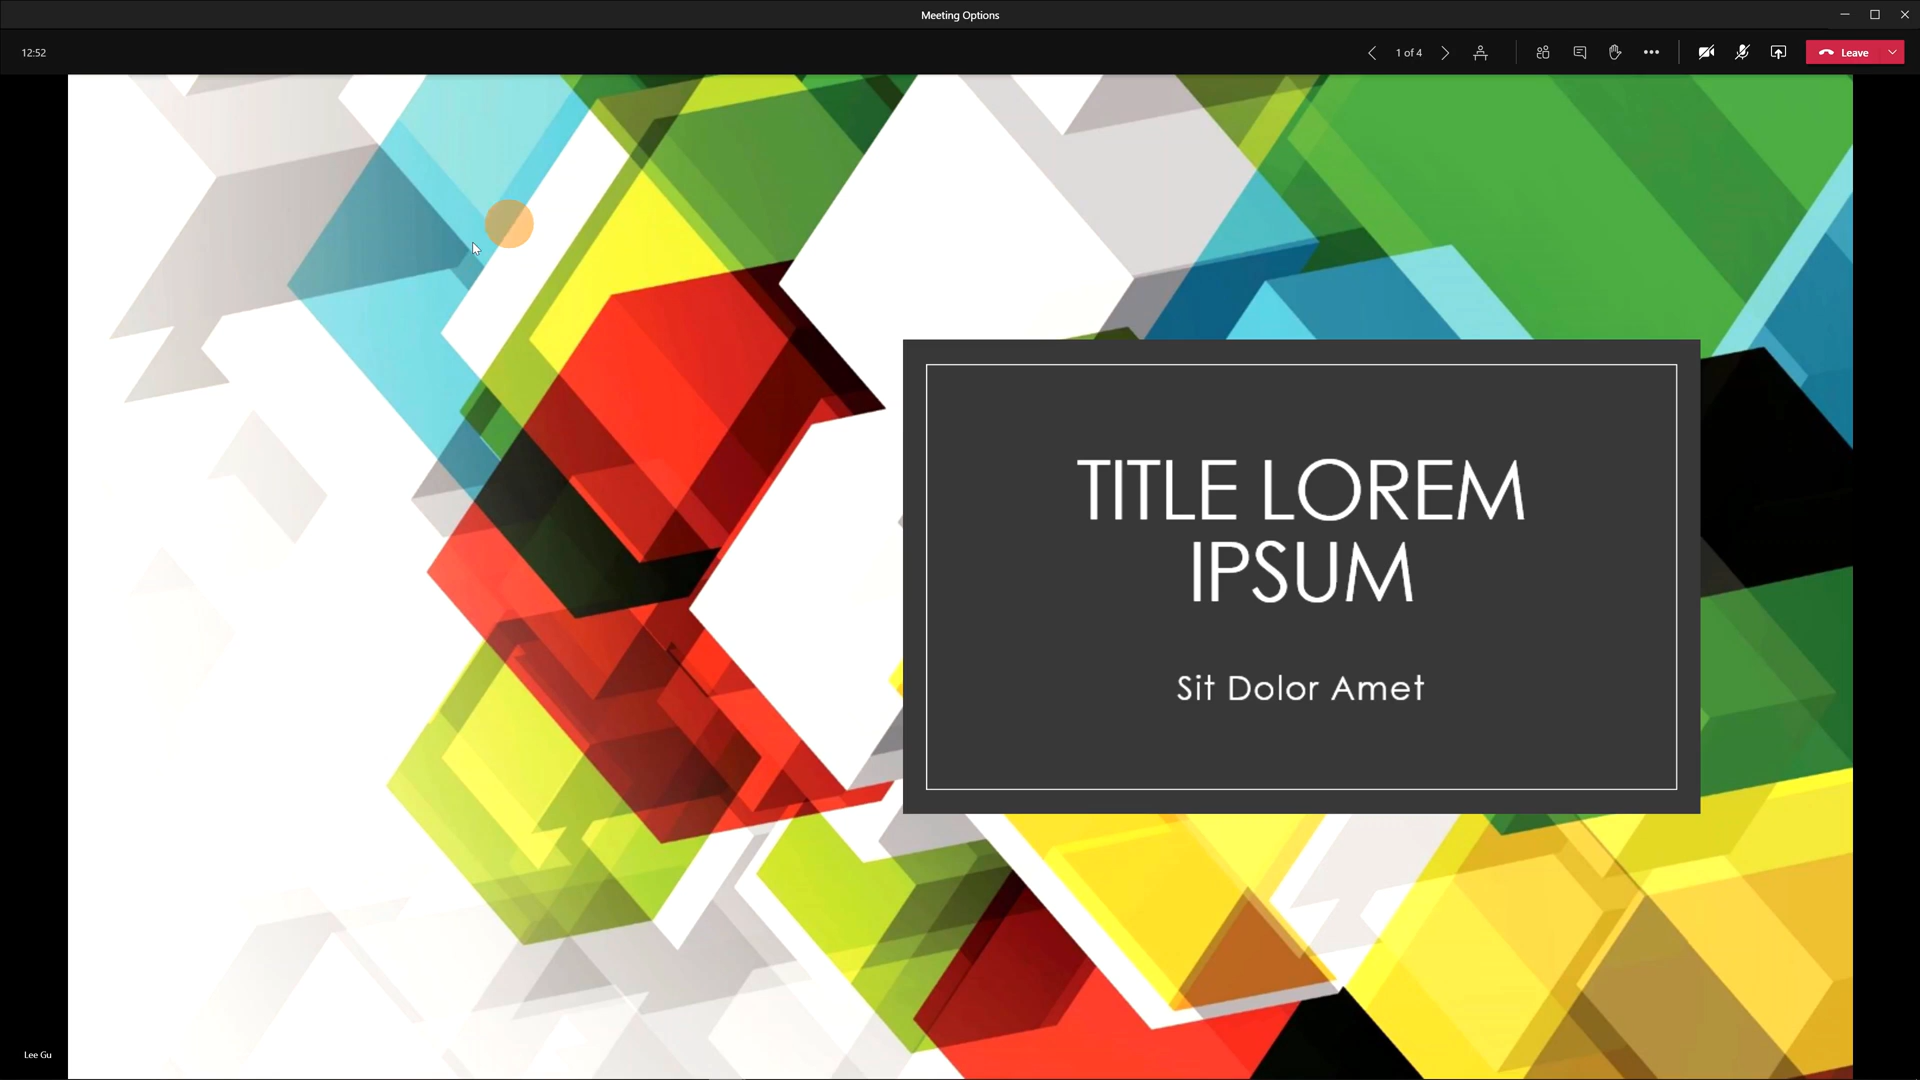 Meeting Options
12:52
1 of 4
Leave
TITLE LOREM
IPSUM
Sit Dolor Amet
Lee Gu